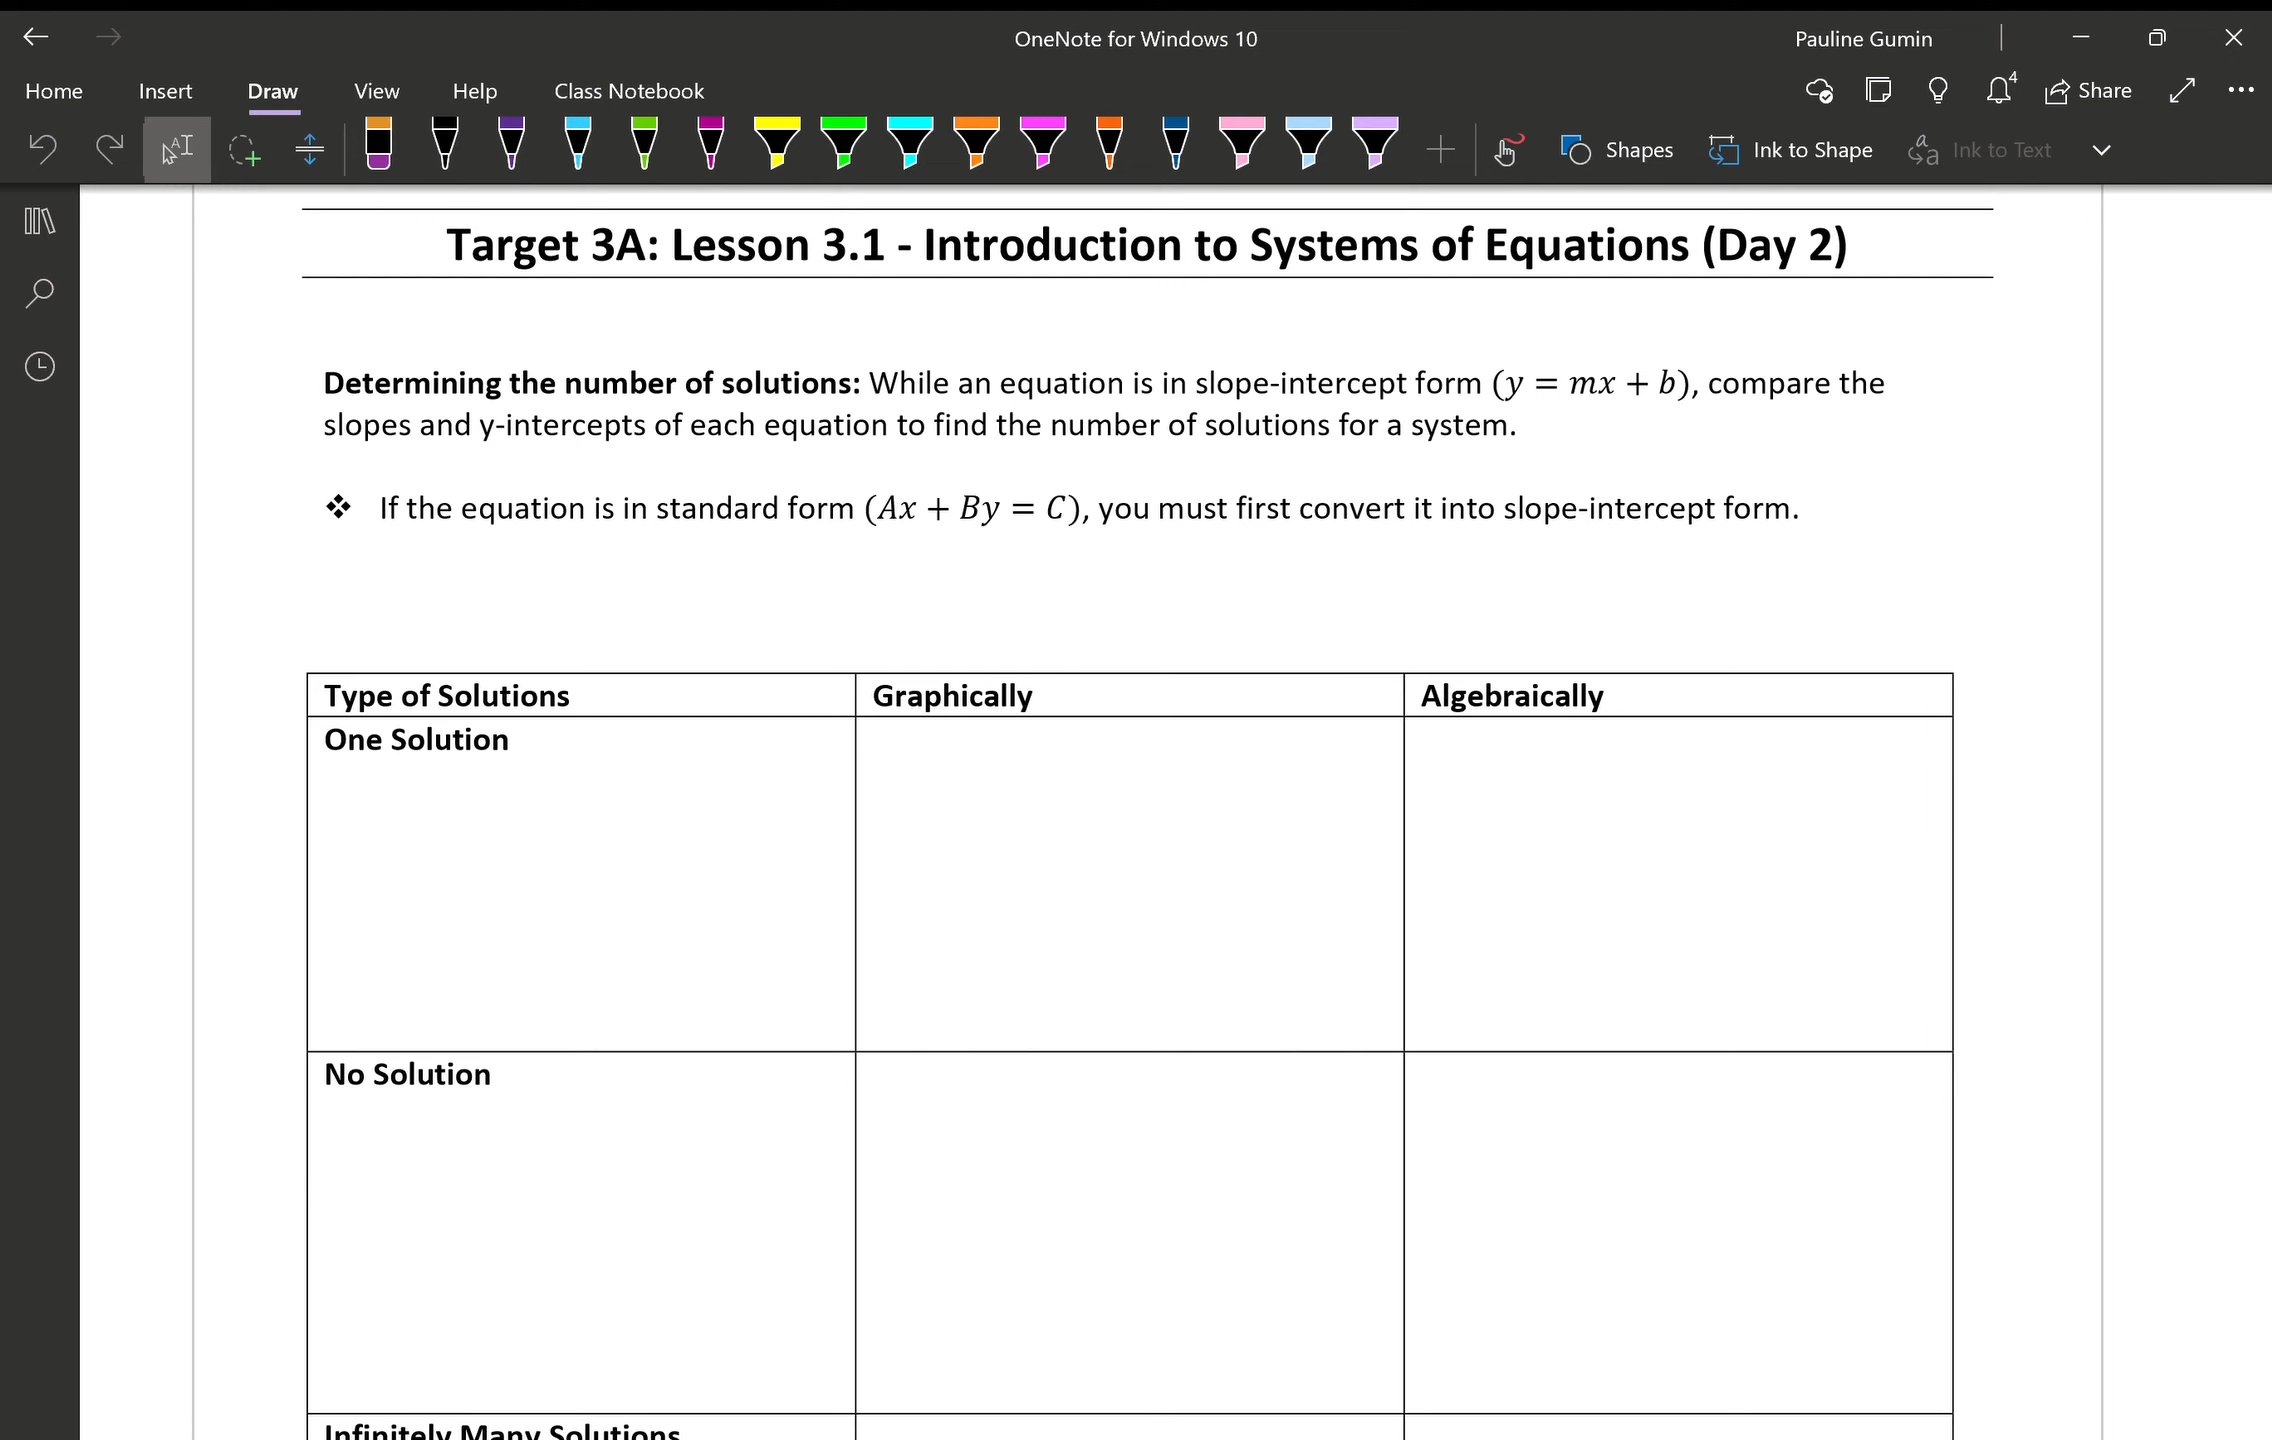 OneNote for Windows 10
Pauline Gumin
Home Insert Draw View Help Class Notebook
4 Share
Shapes Ink to Shape Ink to Text
Target 3A: Lesson 3.1 - Introduction to Systems of Equations (Day 2)
Determining the number of solutions: While an equation is in slope-intercept form (y = mx + b), compare the
slopes and y-intercepts of each equation to find the number of solutions for a system.
❖ If the equation is in standard form (Ax + By = C), you must first convert it into slope-intercept form.
Type of Solutions Graphically Algebraically
One Solution
No Solution
Infinitely Many Solutions